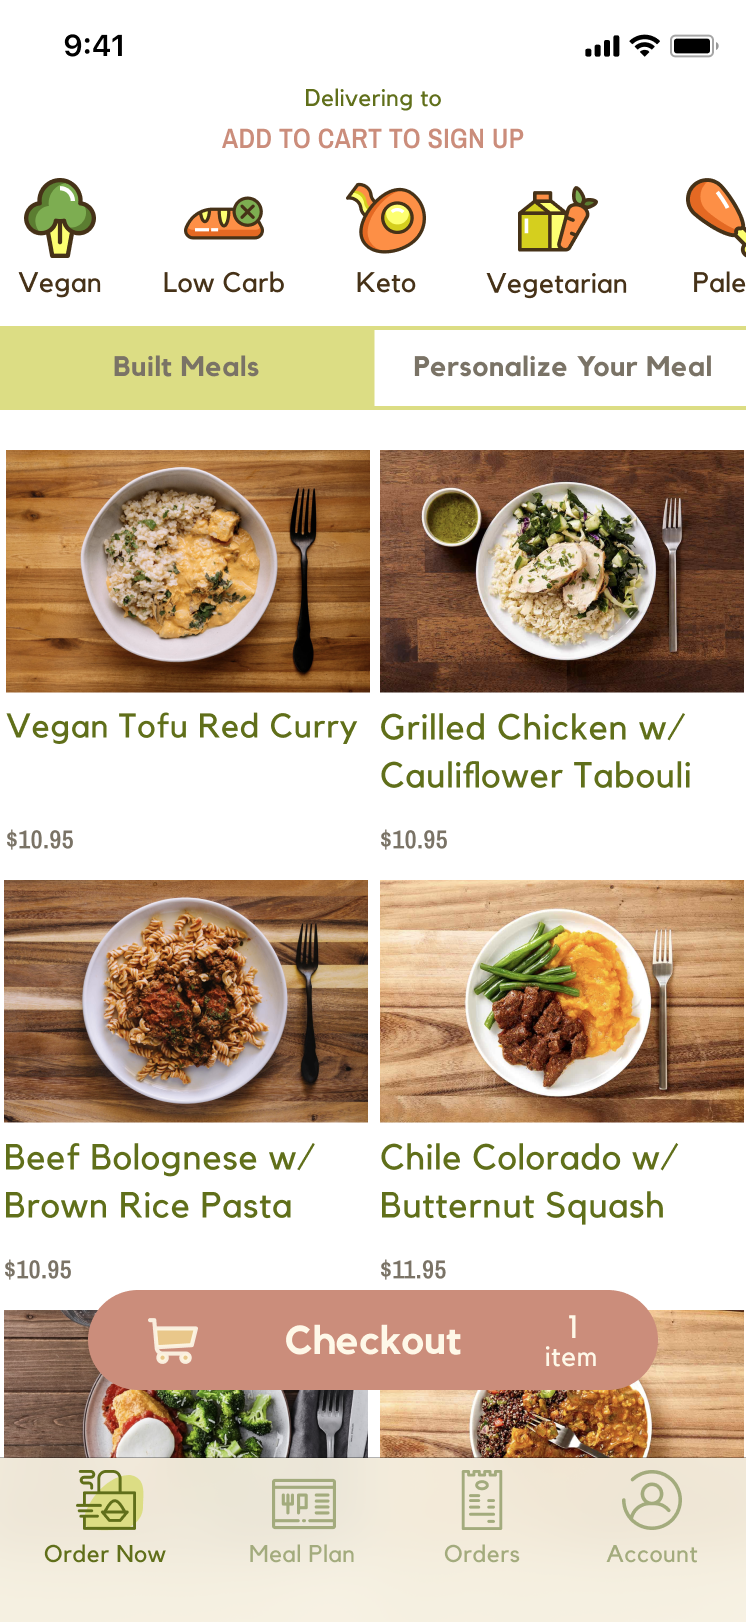 9:41
Delivering to
ADD TO CART TO SIGN UP
Vegan
Low Carb
Keto
Vegetarian
Pale
Built Meals
Personalize Your Meal
Vegan Tofu Red Curry
$10.95
Grilled Chicken w/
Cauliflower Tabouli
$10.95
Beef Bolognese w/
Brown Rice Pasta
$10.95
Chile Colorado w/
Butternut Squash
$11.95
Checkout
1
item
Order Now
Meal Plan
Orders
Account